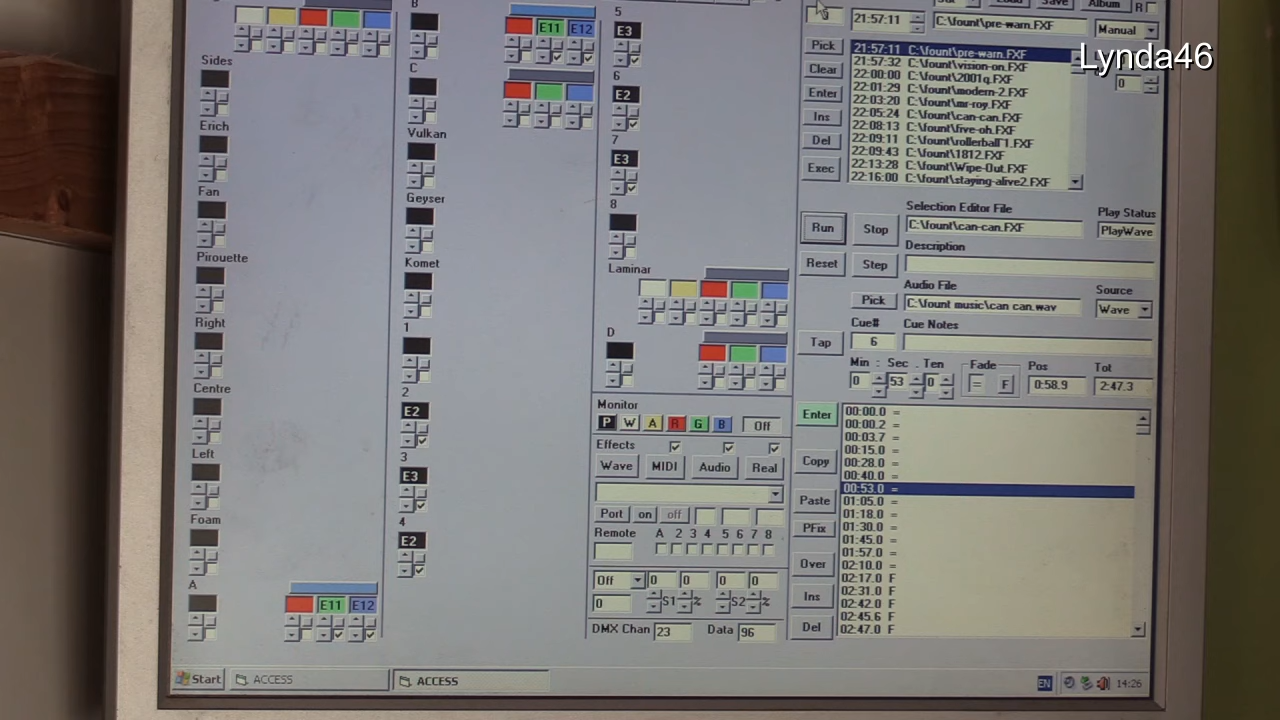 Lynda46
Save
Album
R
21:57:11
C:\fount\pre-warn.FXF
Manual
Pick
Clear
Enter
Ins
Del
Exec
21:57:11 C:\fount\pre-warn.FXF
21:57:32 C:\fount\vision-on.FXF
22:00:00 C:\fount\2001q.FXF
22:01:29 C:\fount\modern-2.FXF
22:03:20 C:\fount\mr-roy.FXF
22:05:24 C:\fount\can-can.FXF
22:08:13 C:\fount\five-oh.FXF
22:09:11 C:\fount\rollerball~1.FXF
22:09:43 C:\fount\1812.FXF
22:13:28 C:\fount\Wipe-Out.FXF
22:16:00 C:\fount\staying-alive2.FXF
0
Sides
Erich
Fan
Pirouette
Right
Centre
Left
Foam
A
E11 E12
B
C
Vulkan
Geyser
Komet
1
2
E2
3
E3
4
E2
E11 E12
5
E3
6
E2
7
E3
8
Laminar
D
Monitor
P W A R G B Off
Effects
Wave MIDI Audio Real
Port on off
Remote A 2 3 4 5 6 7 8
Off 0 0 0 0
0 S1 % S2 %
DMX Chan 23 Data 96
Run Stop
Reset Step
Selection Editor File
C:\fount\can-can.FXF
Play Status
PlayWave
Description
Audio File
Pick C:\fount music\can can.wav
Source
Wave
Tap
Cue# Cue Notes
6
Min : Sec . Ten Fade Pos Tot
0 53 0 = F 0:58.9 2:47.3
Enter
Copy
Paste
PFix
Over
Ins
Del
00:00.0 =
00:00.2 =
00:03.7 =
00:15.0 =
00:28.0 =
00:40.0 =
00:53.0 =
01:05.0 =
01:18.0 =
01:30.0 =
01:45.0 =
01:57.0 =
02:10.0 =
02:17.0 F
02:31.0 F
02:42.0 F
02:45.6 F
02:47.0 F
Start ACCESS ACCESS EN 14:26